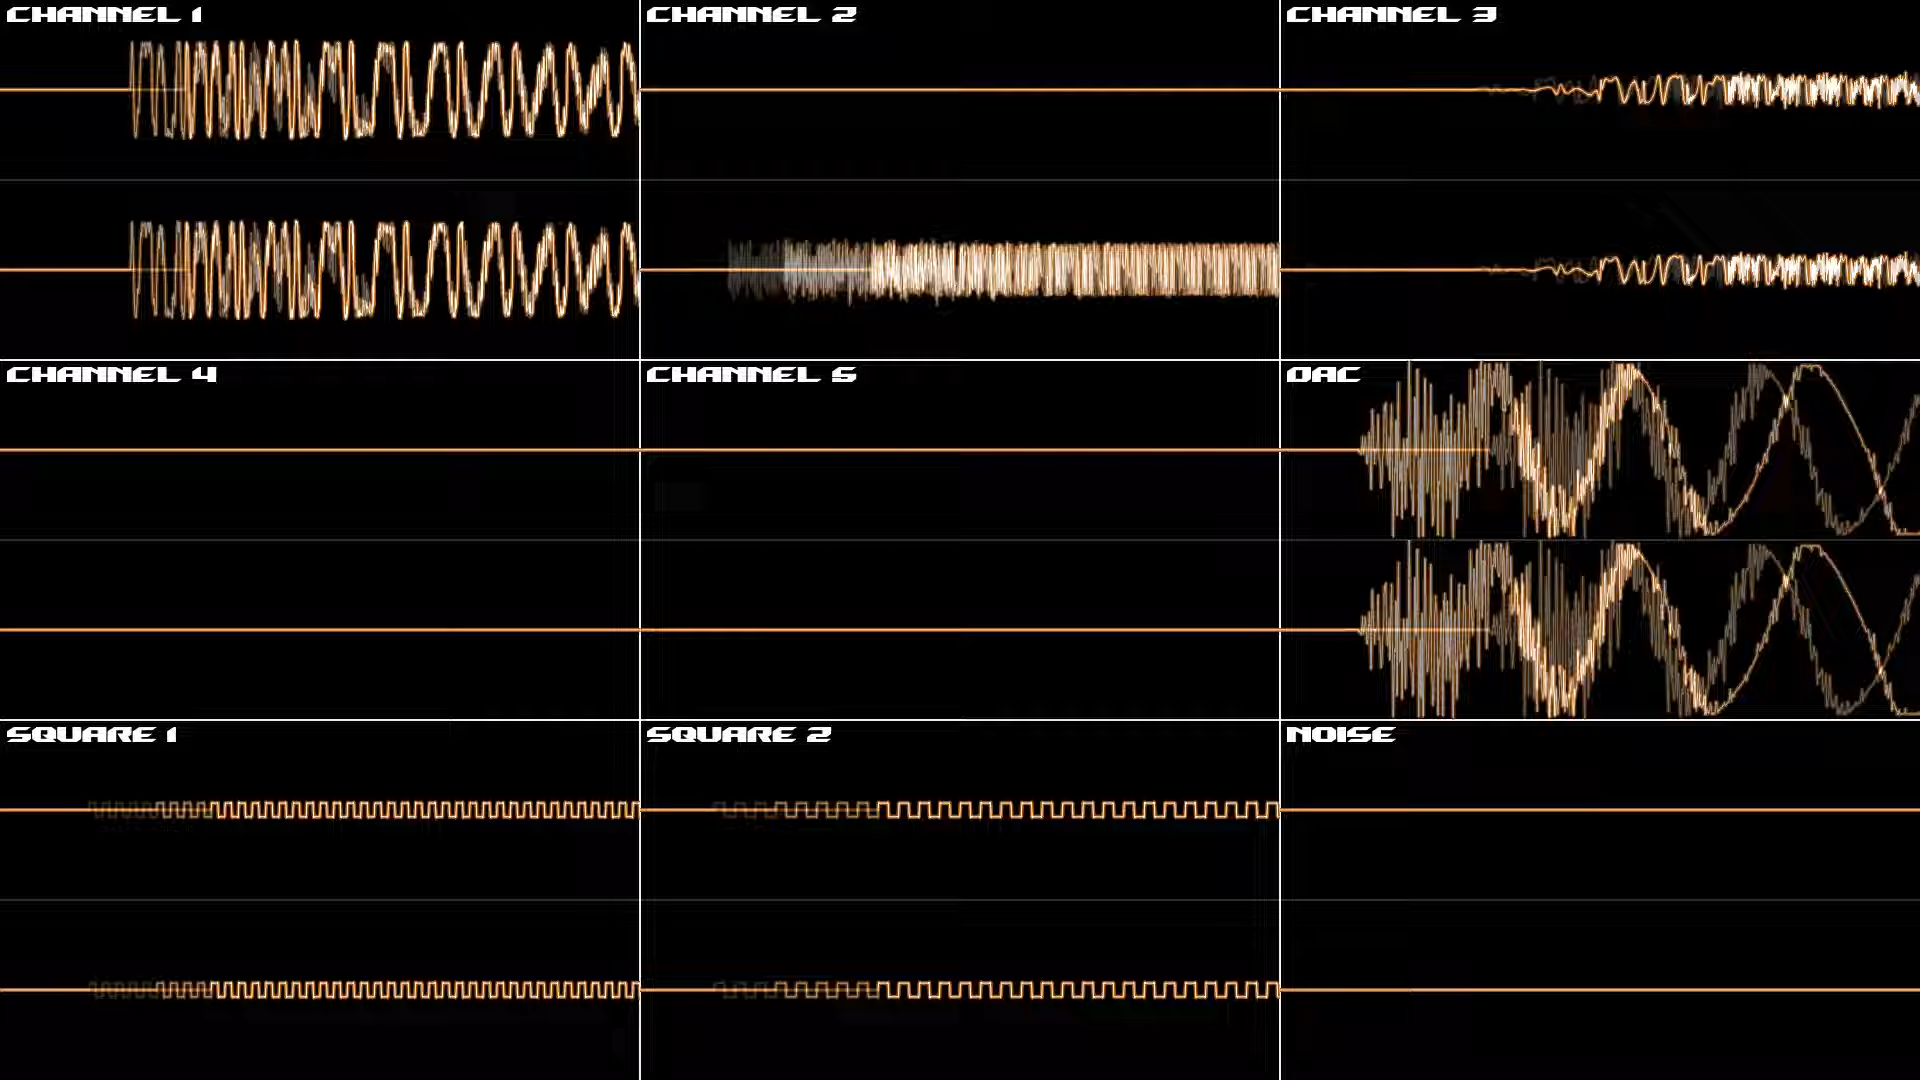 CHANNEL 1
CHANNEL 2
CHANNEL 3
CHANNEL 4
CHANNEL 5
DAC
SQUARE 1
SQUARE 2
NOISE